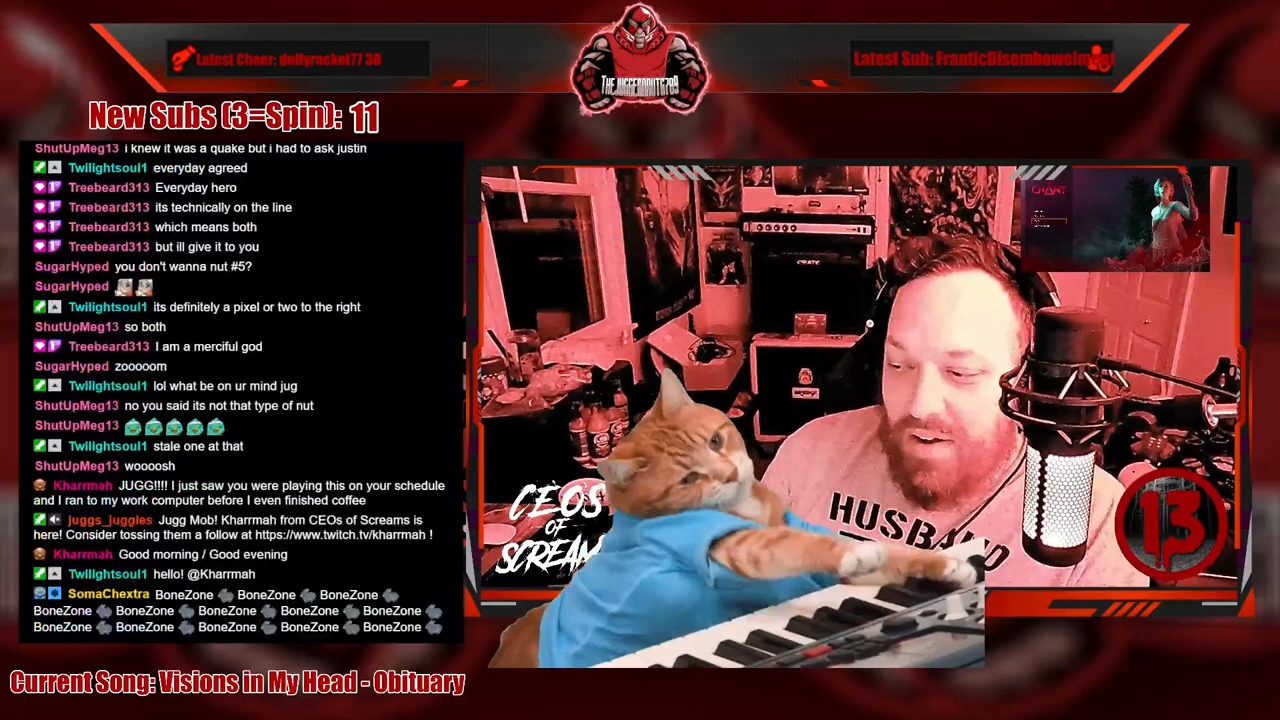 Latest Cheer: dollyrocket77 30
THEJUGGERNAUT6789
Latest Sub: FranticDisembowelment
New Subs (3=Spin): 11
ShutUpMeg13 i knew it was a quake but i had to ask justin
Twilightsoul1 everyday agreed
Treebeard313 Everyday hero
Treebeard313 its technically on the line
Treebeard313 which means both
Treebeard313 but ill give it to you
SugarHyped you don't wanna nut #5?
SugarHyped
Twilightsoul1 its definitely a pixel or two to the right
ShutUpMeg13 so both
Treebeard313 I am a merciful god
SugarHyped zooooom
Twilightsoul1 lol what be on ur mind jug
ShutUpMeg13 no you said its not that type of nut
ShutUpMeg13
Twilightsoul1 stale one at that
ShutUpMeg13 woooosh
Kharrmah JUGG!!!! I just saw you were playing this on your schedule
and I ran to my work computer before I even finished coffee
juggs_juggies Jugg Mob! Kharrmah from CEOs of Screams is
here! Consider tossing them a follow at https://www.twitch.tv/kharrmah !
Kharrmah Good morning / Good evening
Twilightsoul1 hello! @Kharrmah
SomaChextra BoneZone BoneZone BoneZone
BoneZone BoneZone BoneZone BoneZone BoneZone
BoneZone BoneZone BoneZone BoneZone BoneZone
CHANT
CRATE
CEOS
OF
SCREAM
HUSBAND
13
Current Song: Visions in My Head - Obituary